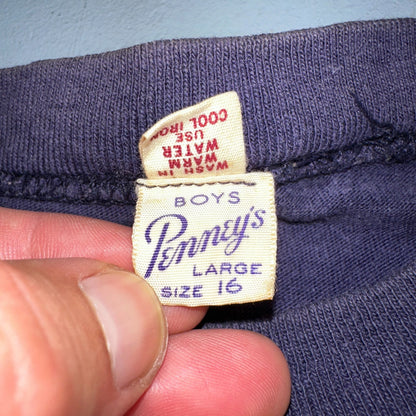 WASH IN
WARM
WATER
USE
COOL IRON
BOYS
Penney's
LARGE
SIZE 16